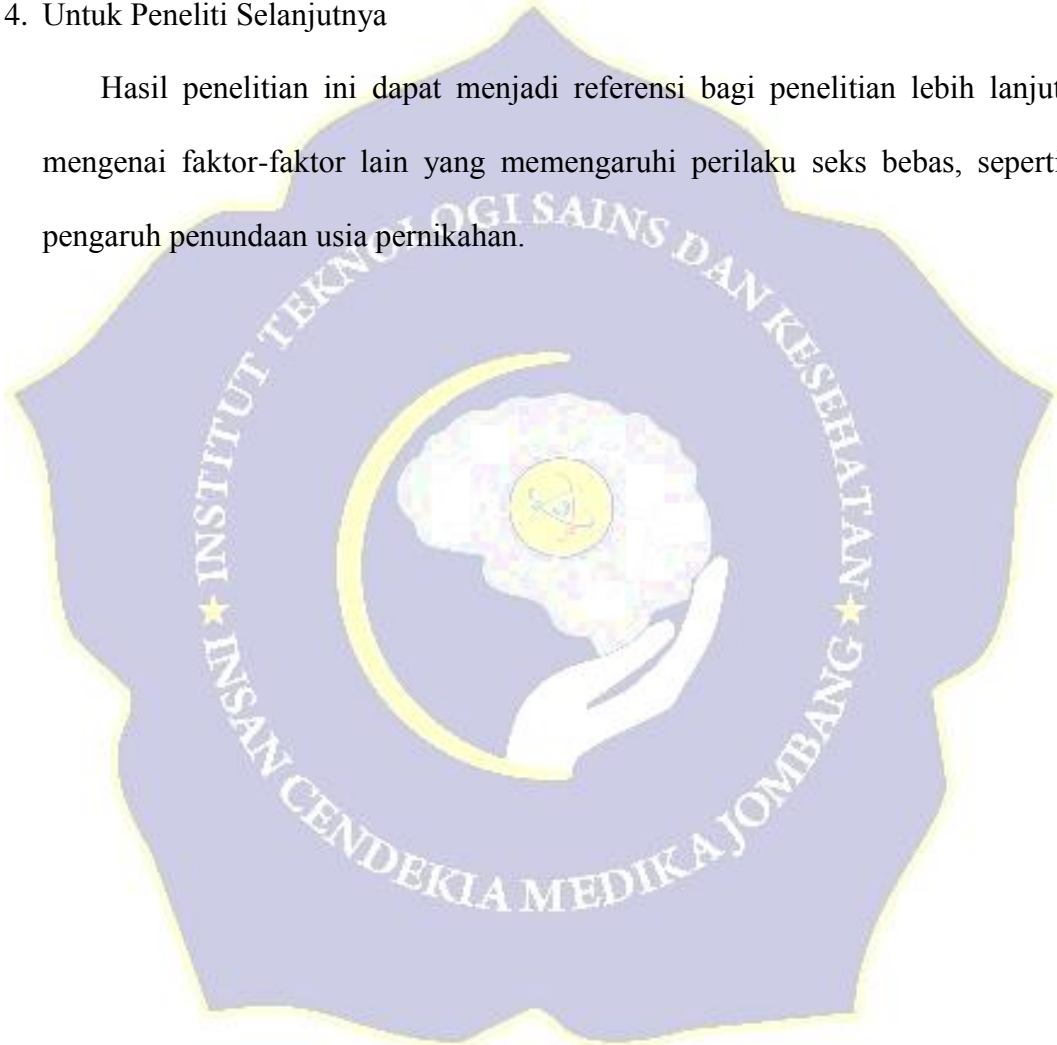 4. Untuk Peneliti Selanjutnya
Hasil penelitian ini dapat menjadi referensi bagi penelitian lebih lanjut
mengenai faktor-faktor lain yang memengaruhi perilaku seks bebas, seperti
pengaruh penundaan usia pernikahan.
INSTITUT TEKNOLOGI SAINS DAN KESEHATAN
INSAN CENDEKIA MEDIKA JOMBANG